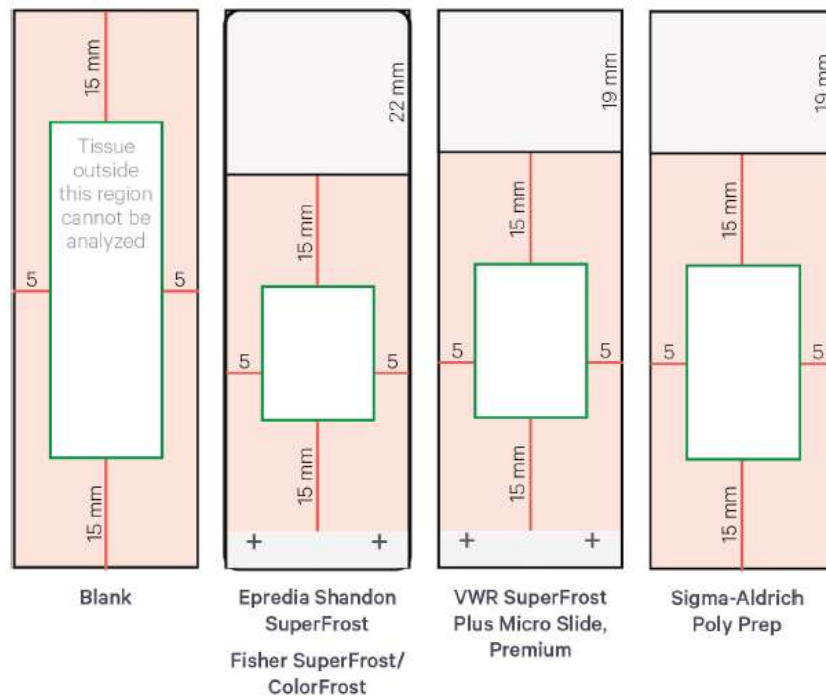 15 mm
Tissue
outside
this region
cannot be
analyzed
5
5
15 mm
Blank
22 mm
15 mm
5
5
15 mm
+
+
Epredia Shandon
SuperFrost
Fisher SuperFrost/
ColorFrost
19 mm
15 mm
5
5
15 mm
+
+
VWR SuperFrost
Plus Micro Slide,
Premium
19 mm
15 mm
5
5
15 mm
Sigma-Aldrich
Poly Prep